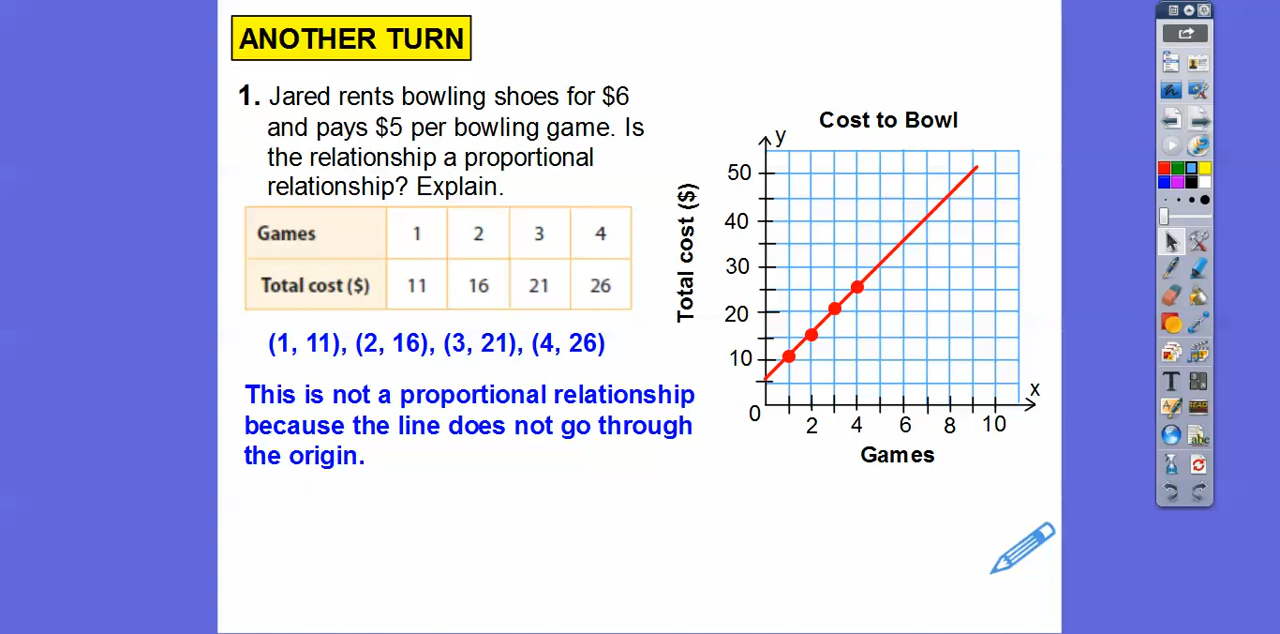 ANOTHER TURN
1. Jared rents bowling shoes for $6
and pays $5 per bowling game. Is
the relationship a proportional
relationship? Explain.
Games 1 2 3 4
Total cost ($) 11 16 21 26
(1, 11), (2, 16), (3, 21), (4, 26)
This is not a proportional relationship
because the line does not go through
the origin.
Cost to Bowl
y
50
40
30
20
10
0
Total cost ($)
x
2 4 6 8 10
Games
T
abc